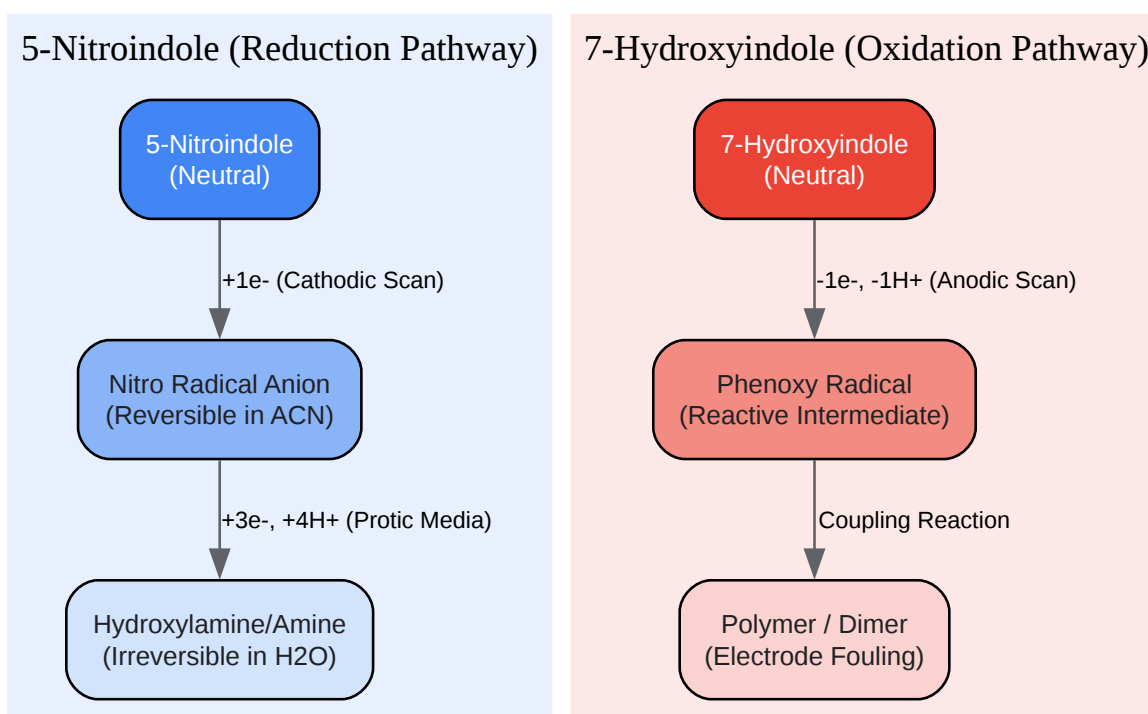 5-Nitroindole (Reduction Pathway)
5-Nitroindole
(Neutral)
+1e- (Cathodic Scan)
Nitro Radical Anion
(Reversible in ACN)
+3e-, +4H+ (Protic Media)
Hydroxylamine/Amine
(Irreversible in H2O)
7-Hydroxyindole (Oxidation Pathway)
7-Hydroxyindole
(Neutral)
-1e-, -1H+ (Anodic Scan)
Phenoxy Radical
(Reactive Intermediate)
Coupling Reaction
Polymer / Dimer
(Electrode Fouling)